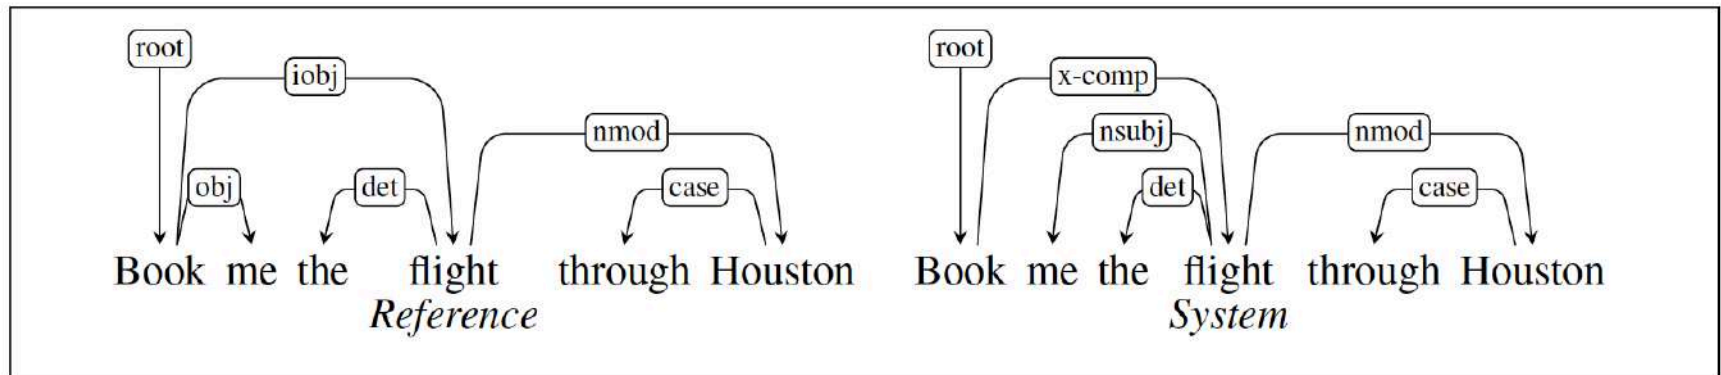 root root
iobj x-comp
nmod nsubj nmod
obj det case det case
Book me the flight through Houston Book me the flight through Houston
Reference System